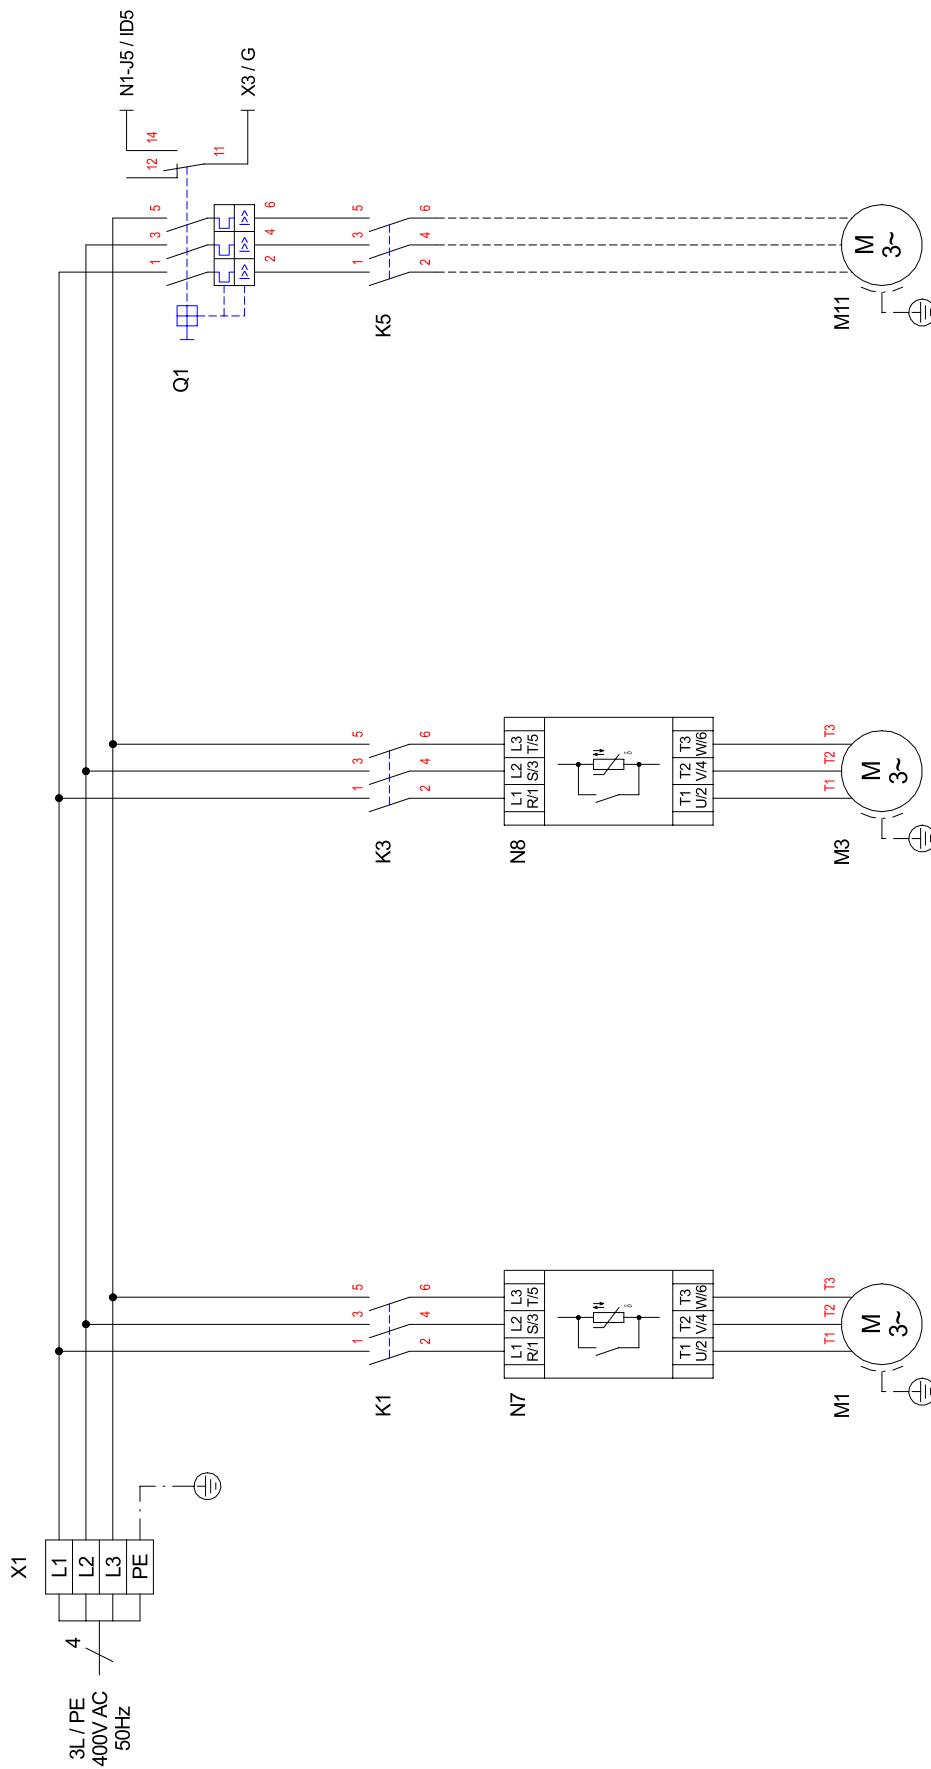 3L / PE
400V AC
50Hz
4
X1
L1
L2
L3
PE
1 3 5
2 4 6
K1
L1 L2 L3
R/1 S/3 T/5
N7
T1 T2 T3
U/2 V/4 W/6
T1 T2 T3
M
3~
M1
1 3 5
2 4 6
K3
L1 L2 L3
R/1 S/3 T/5
N8
T1 T2 T3
U/2 V/4 W/6
T1 T2 T3
M
3~
M3
N1-J5 / ID5
X3 / G
12 14
11
1 3 5
I>> I>> I>>
2 4 6
Q1
1 3 5
2 4 6
K5
M
3~
M11